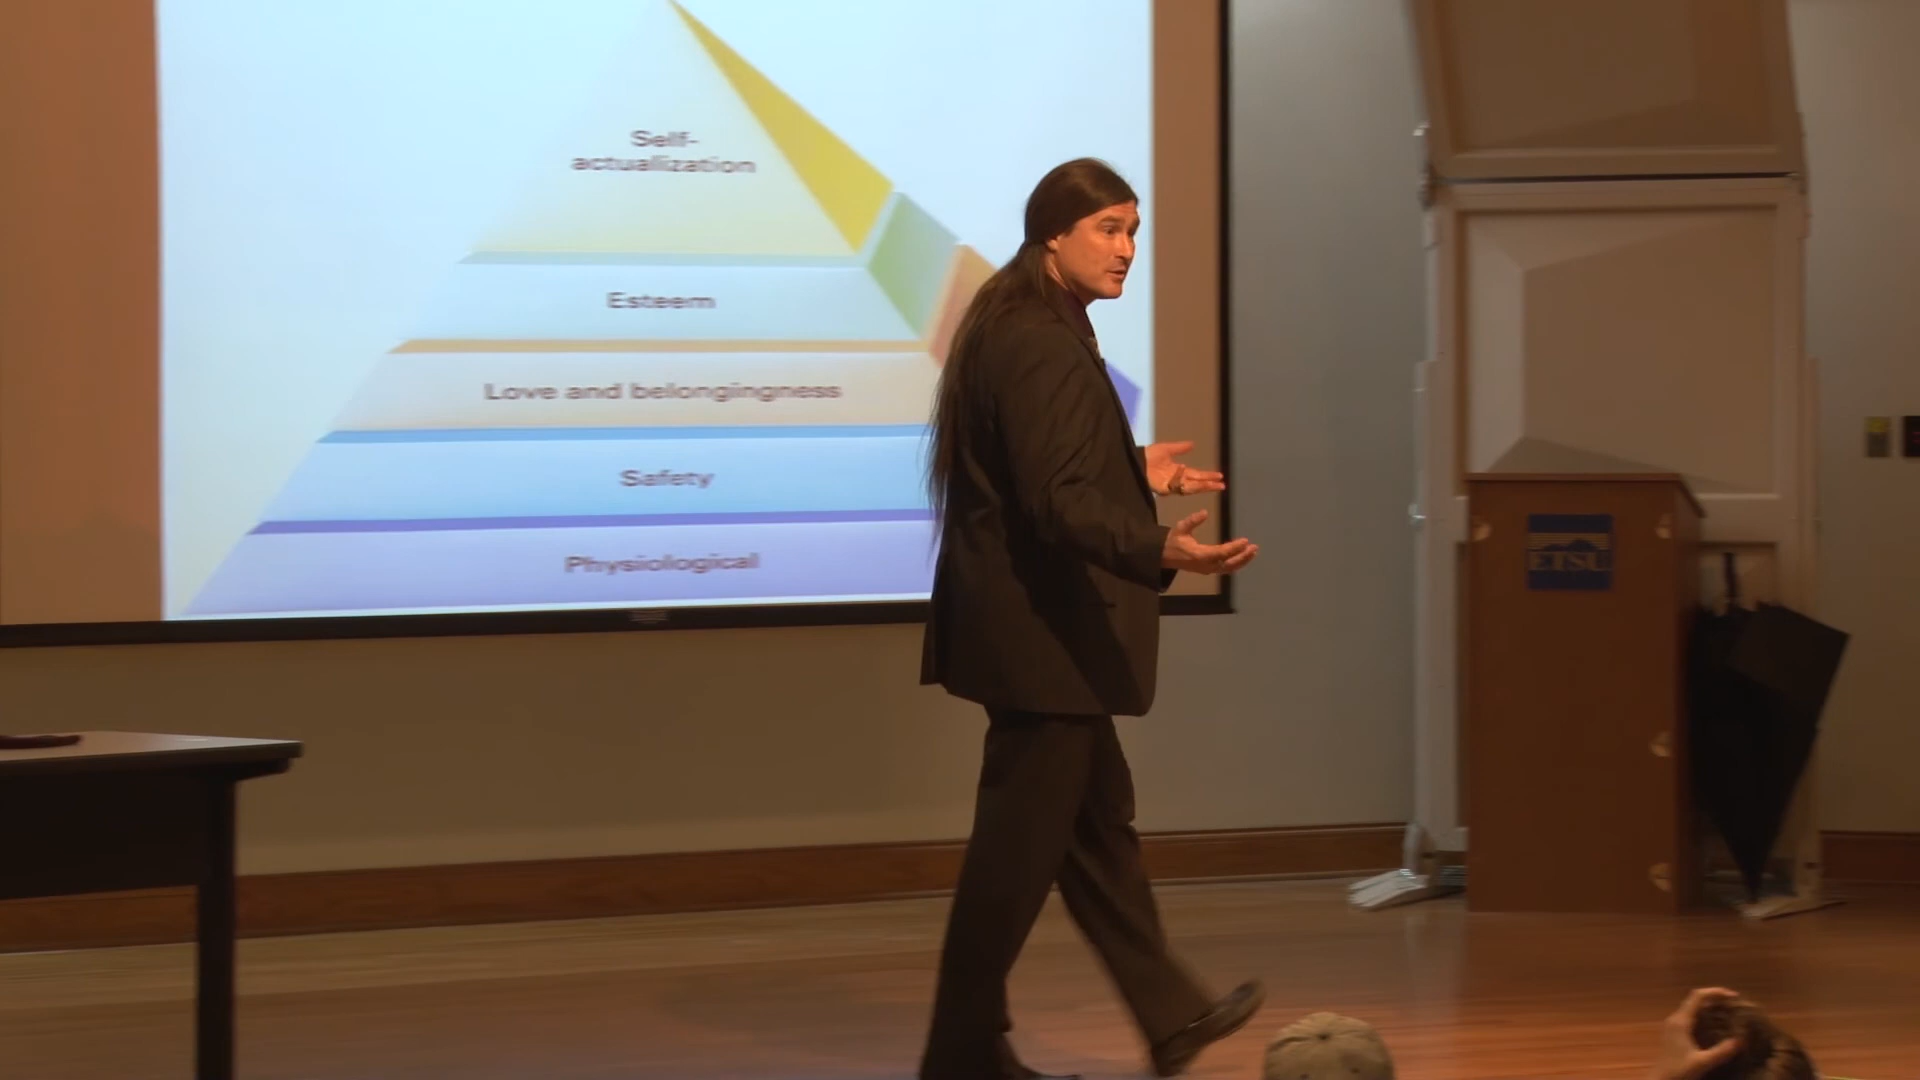 Self-
actualization
Esteem
Love and belongingness
Safety
Physiological
ETSU